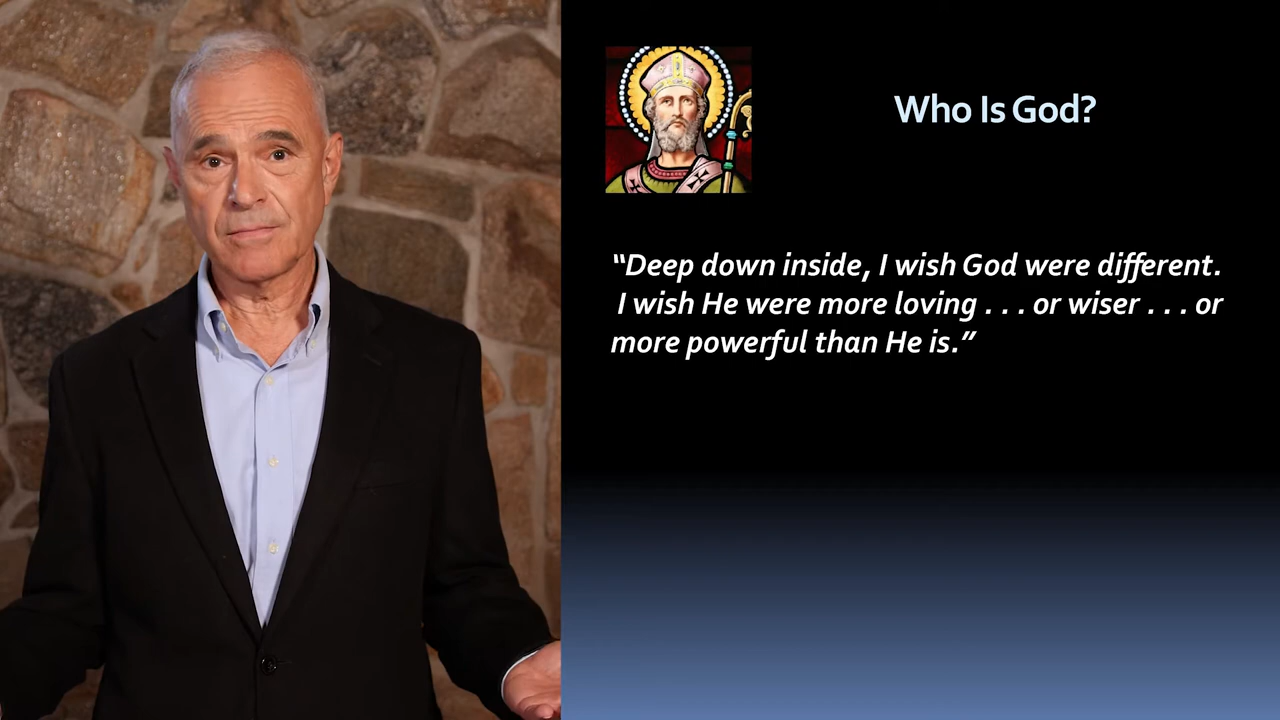 Who Is God?
“Deep down inside, I wish God were different.
I wish He were more loving . . . or wiser . . . or
more powerful than He is.”